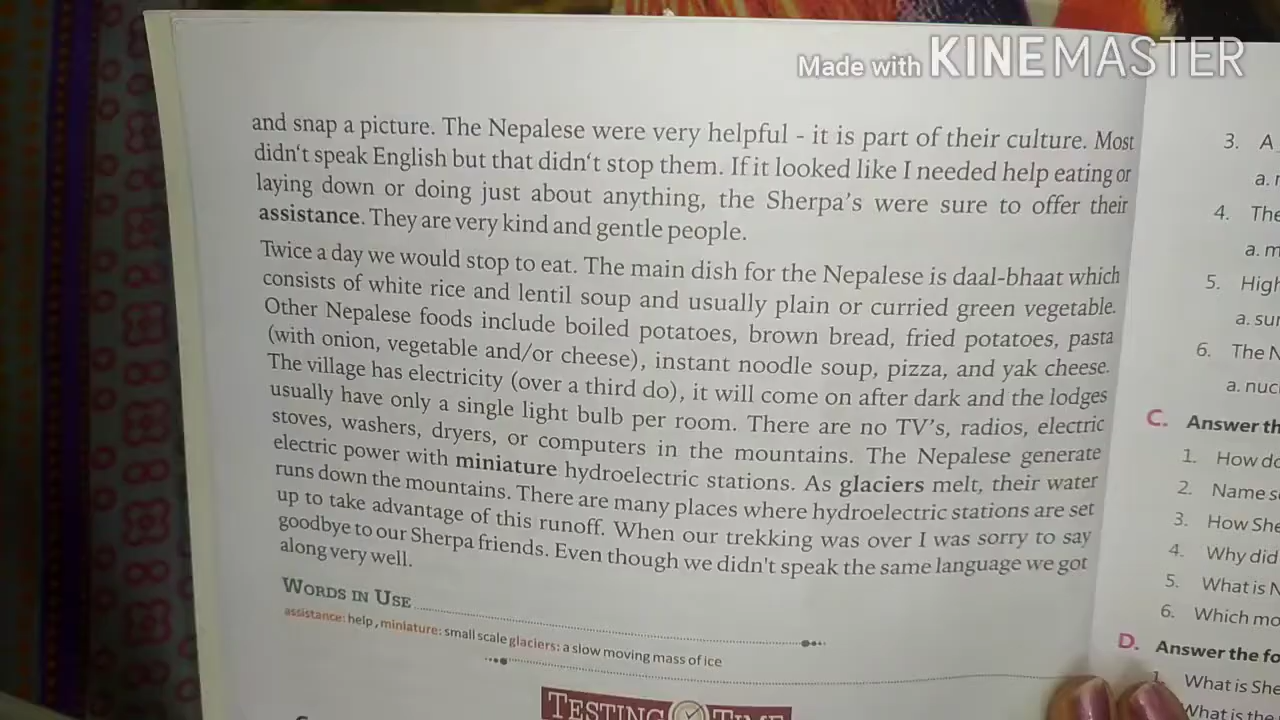 Made with KINEMASTER
and snap a picture. The Nepalese were very helpful - it is part of their culture. Most
didn't speak English but that didn't stop them. If it looked like I needed help eating or
laying down or doing just about anything, the Sherpa's were sure to offer their
assistance. They are very kind and gentle people.
Twice a day we would stop to eat. The main dish for the Nepalese is daal-bhaat which
consists of white rice and lentil soup and usually plain or curried green vegetable.
Other Nepalese foods include boiled potatoes, brown bread, fried potatoes, pasta
(with onion, vegetable and/or cheese), instant noodle soup, pizza, and yak cheese.
The village has electricity (over a third do), it will come on after dark and the lodges
usually have only a single light bulb per room. There are no TV's, radios, electric
stoves, washers, dryers, or computers in the mountains. The Nepalese generate
electric power with miniature hydroelectric stations. As glaciers melt, their water
runs down the mountains. There are many places where hydroelectric stations are set
up to take advantage of this runoff. When our trekking was over I was sorry to say
goodbye to our Sherpa friends. Even though we didn't speak the same language we got
along very well.
WORDS IN USE
assistance: help, miniature: small scale glaciers: a slow moving mass of ice
TESTING TIME
3. A
a.
4. The
a. m
5. High
a. sur
6. The N
a. nuc
C. Answer th
1. How do
2. Name s
3. How She
4. Why did
5. What is N
6. Which mo
D. Answer the fo
1. What is She
What is the